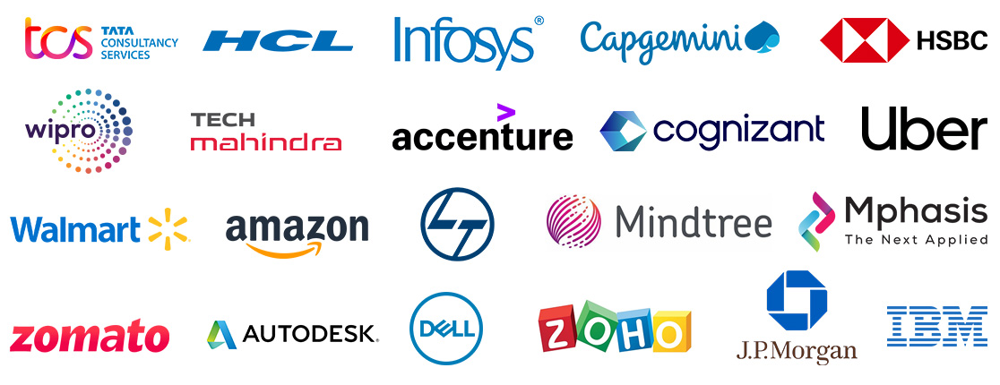 tcs TATA CONSULTANCY SERVICES
HCL
Infosys®
Capgemini
HSBC
wipro
TECH mahindra
accenture
cognizant
Uber
Walmart
amazon
LT
Mindtree
Mphasis
The Next Applied
zomato
AUTODESK®
DELL
ZOHO
J.P.Morgan
IBM